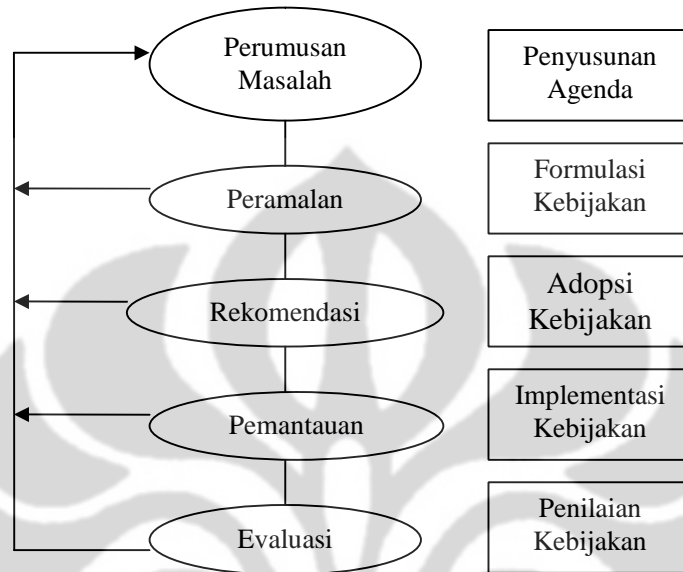 Perumusan
Masalah
Penyusunan
Agenda
Peramalan
Formulasi
Kebijakan
Rekomendasi
Adopsi
Kebijakan
Pemantauan
Implementasi
Kebijakan
Evaluasi
Penilaian
Kebijakan